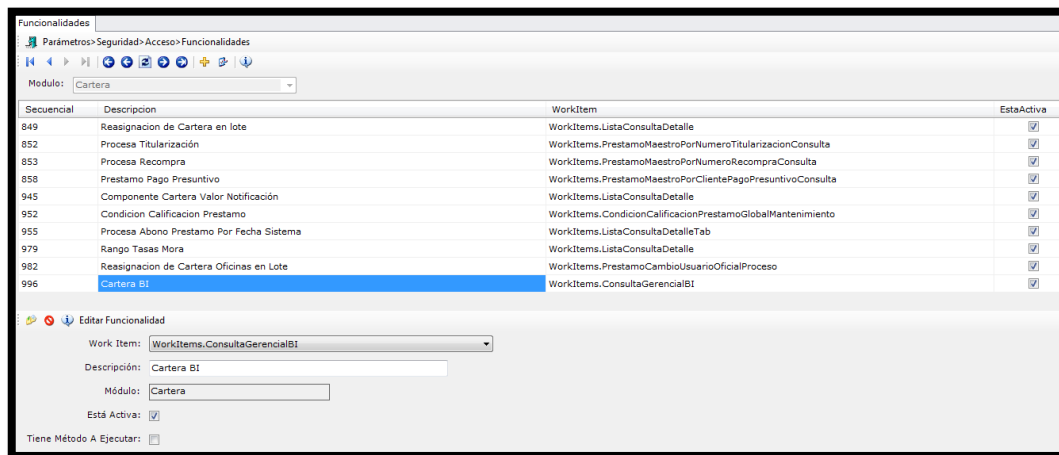 Funcionalidades
Parámetros>Seguridad>Acceso>Funcionalidades
Modulo: Cartera
Secuencial Descripcion WorkItem EstaActiva
849 Reasignacion de Cartera en lote WorkItems.ListaConsultaDetalle
852 Procesa Titularización WorkItems.PrestamoMaestroPorNumeroTitularizacionConsulta
853 Procesa Recompra WorkItems.PrestamoMaestroPorNumeroRecompraConsulta
858 Prestamo Pago Presuntivo WorkItems.PrestamoMaestroPorClientePagoPresuntivoConsulta
945 Componente Cartera Valor Notificación WorkItems.ListaConsultaDetalle
952 Condicion Calificacion Prestamo WorkItems.CondicionCalificacionPrestamoGlobalMantenimiento
955 Procesa Abono Prestamo Por Fecha Sistema WorkItems.ListaConsultaDetalleTab
979 Rango Tasas Mora WorkItems.ListaConsultaDetalle
982 Reasignacion de Cartera Oficinas en Lote WorkItems.PrestamoCambioUsuarioOficialProceso
996 Cartera BI WorkItems.ConsultaGerencialBI
Editar Funcionalidad
Work Item: WorkItems.ConsultaGerencialBI
Descripción: Cartera BI
Módulo: Cartera
Está Activa:
Tiene Método A Ejecutar: